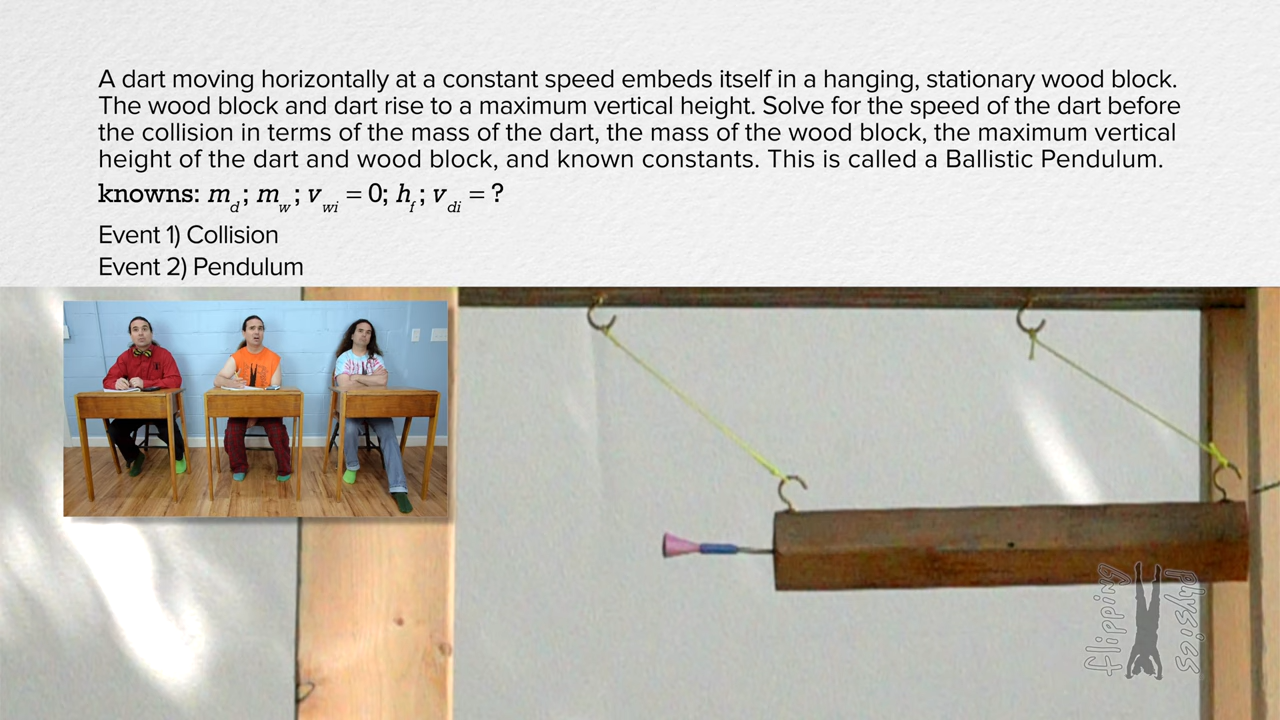 A dart moving horizontally at a constant speed embeds itself in a hanging, stationary wood block.
The wood block and dart rise to a maximum vertical height. Solve for the speed of the dart before
the collision in terms of the mass of the dart, the mass of the wood block, the maximum vertical
height of the dart and wood block, and known constants. This is called a Ballistic Pendulum.
knowns: m_d ; m_w ; v_wi = 0; h_f ; v_di = ?
Event 1) Collision
Event 2) Pendulum
flipping
physics